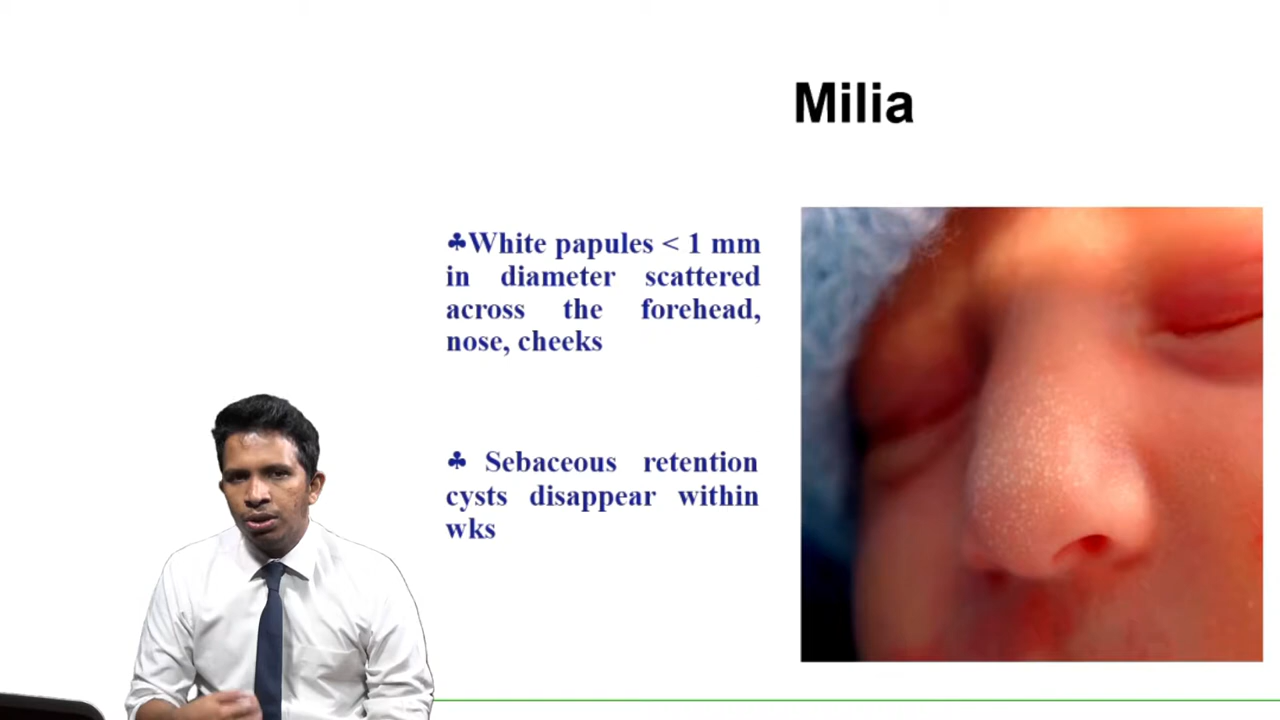 Milia
♣White papules < 1 mm
in diameter scattered
across the forehead,
nose, cheeks
♣ Sebaceous retention
cysts disappear within
wks